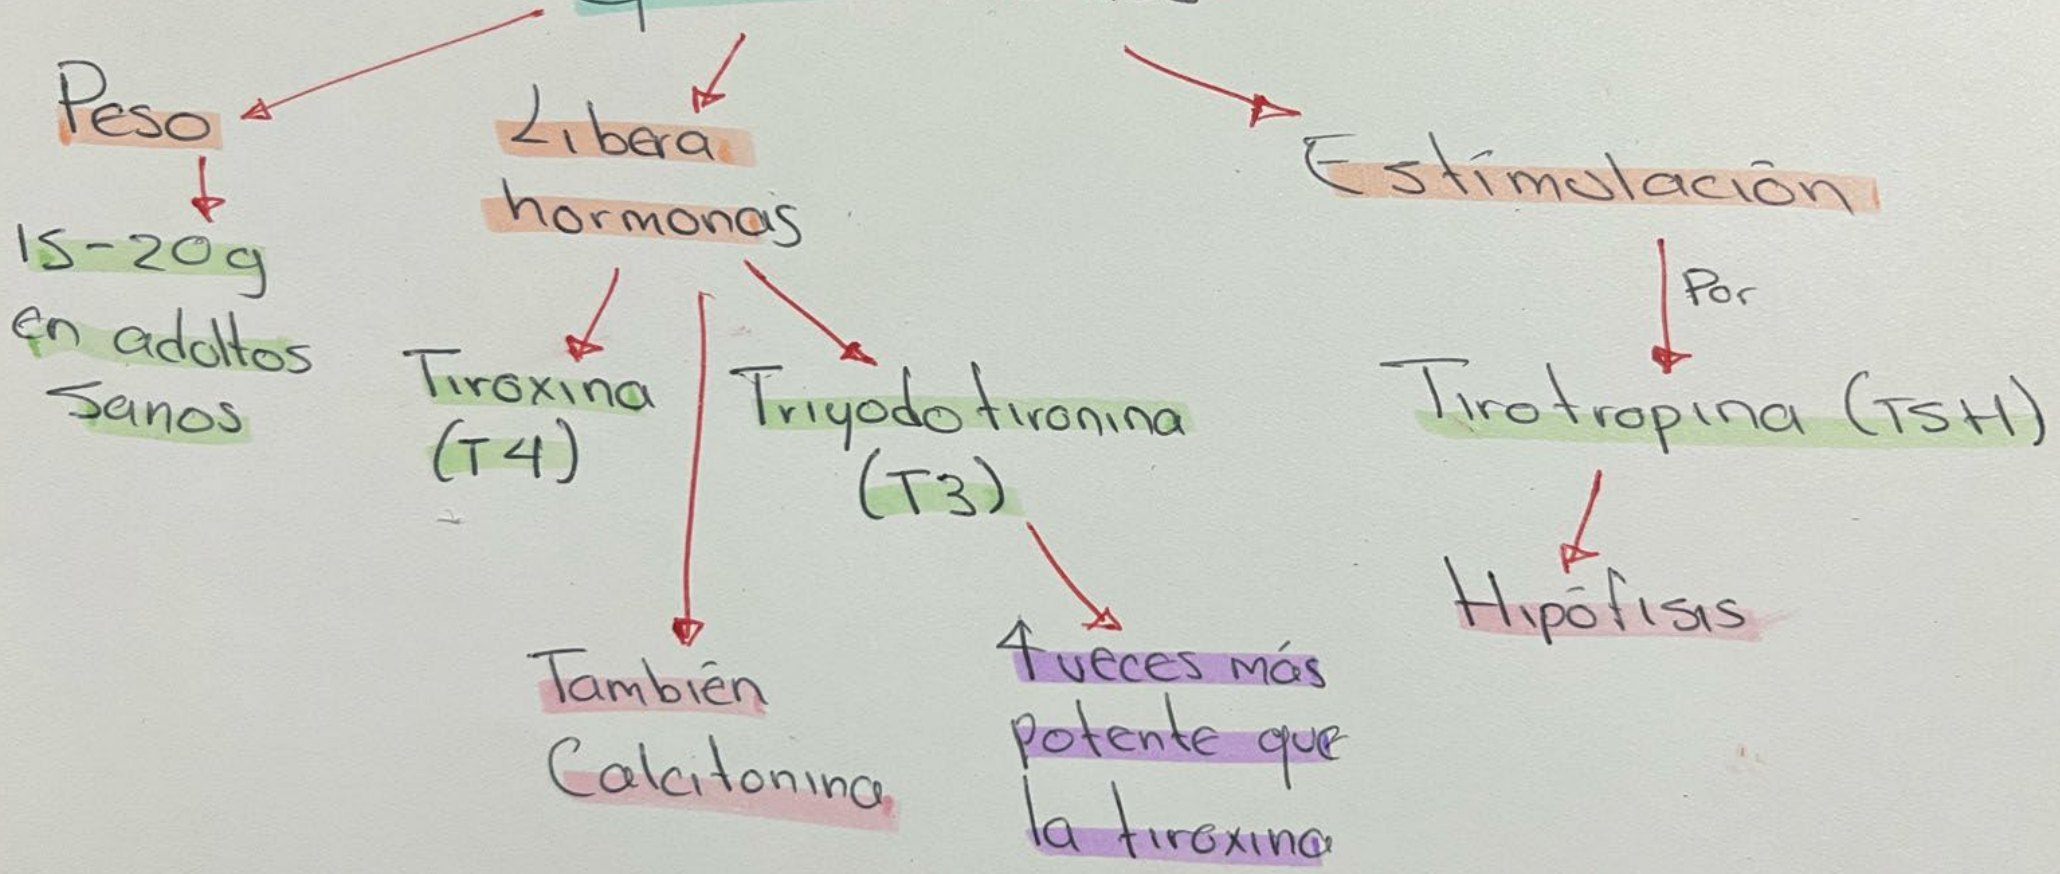 Peso
15-20g
en adultos
Sanos
Libera
hormonas
Tiroxina
(T4)
Triyodotironina
(T3)
También
Calcitonina
4 veces más
potente que
la tiroxina
Estimulación
Por
Tirotropina (TSH)
Hipófisis